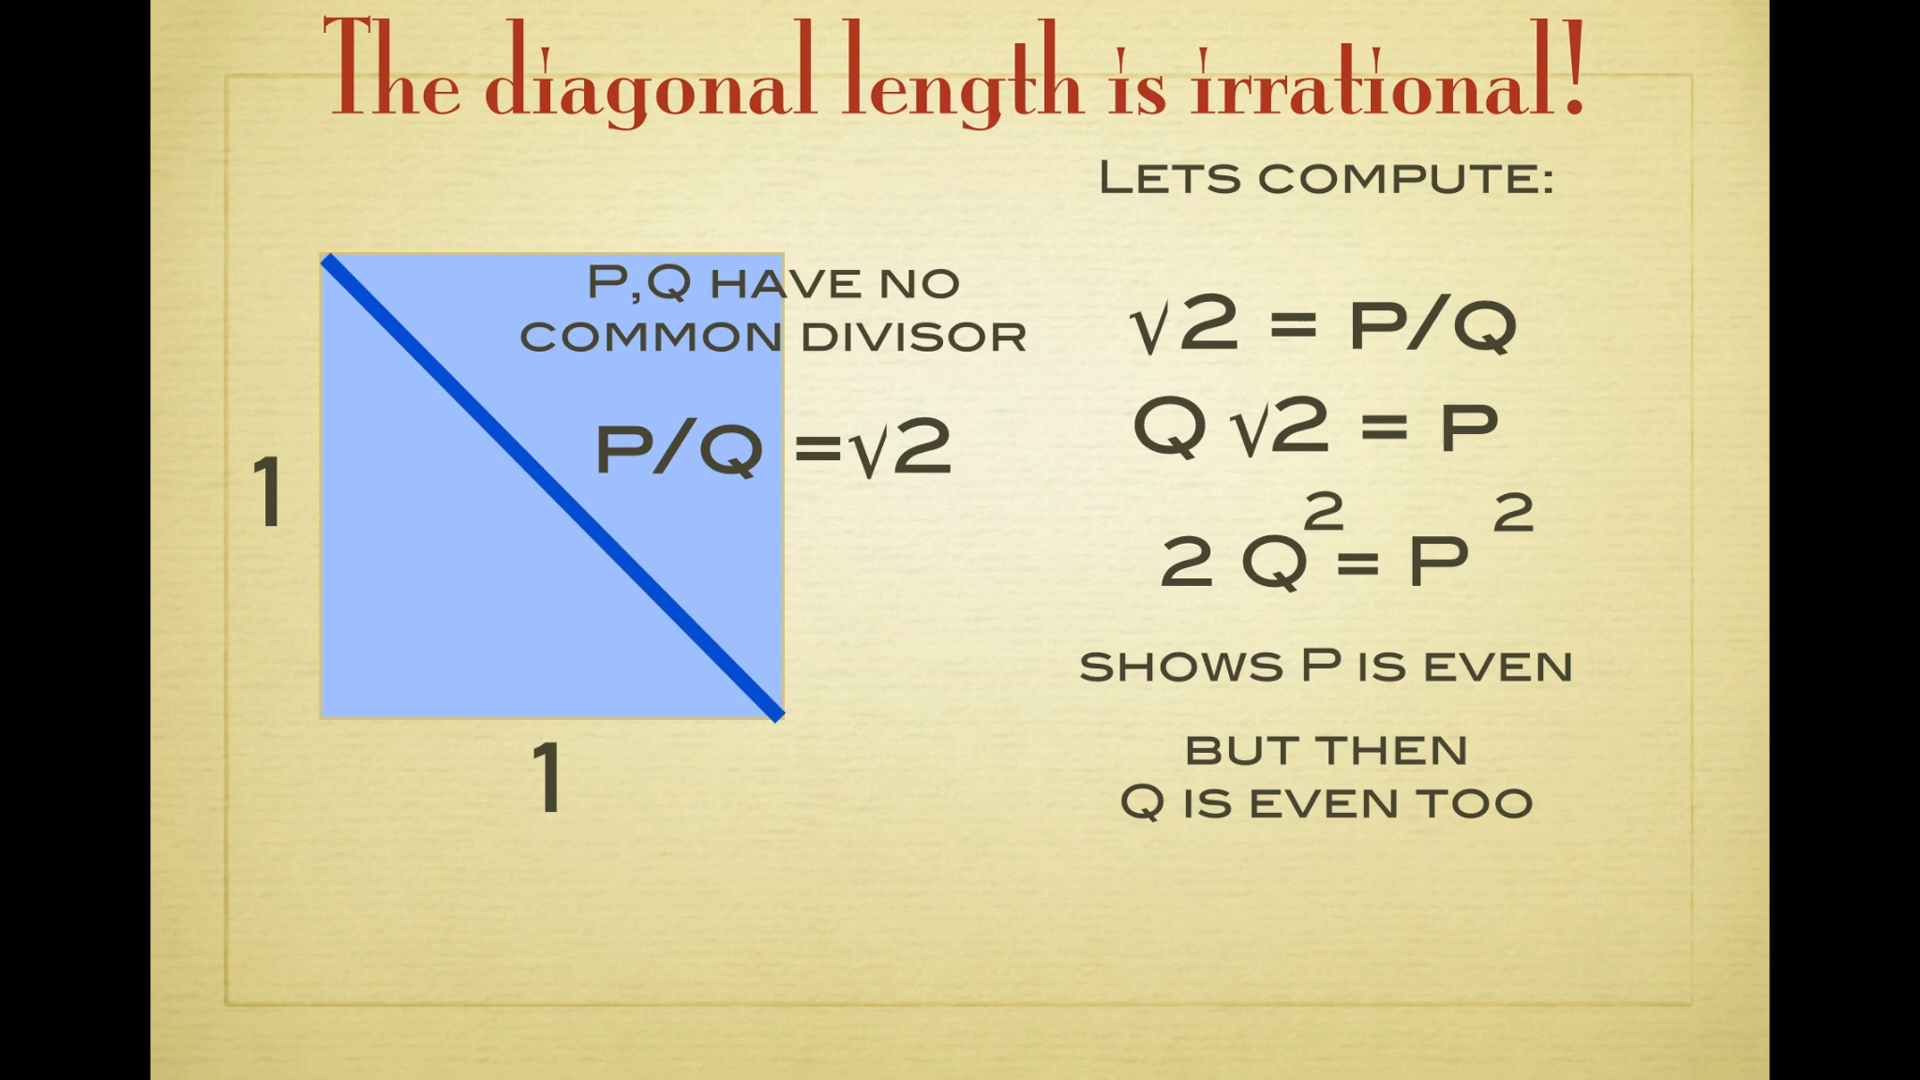 The diagonal length is irrational!
LETS COMPUTE:
P,Q HAVE NO
COMMON DIVISOR
P/Q =√2
1
1
√2 = P/Q
Q √2 = P
2 Q² = P ²
SHOWS P IS EVEN
BUT THEN
Q IS EVEN TOO